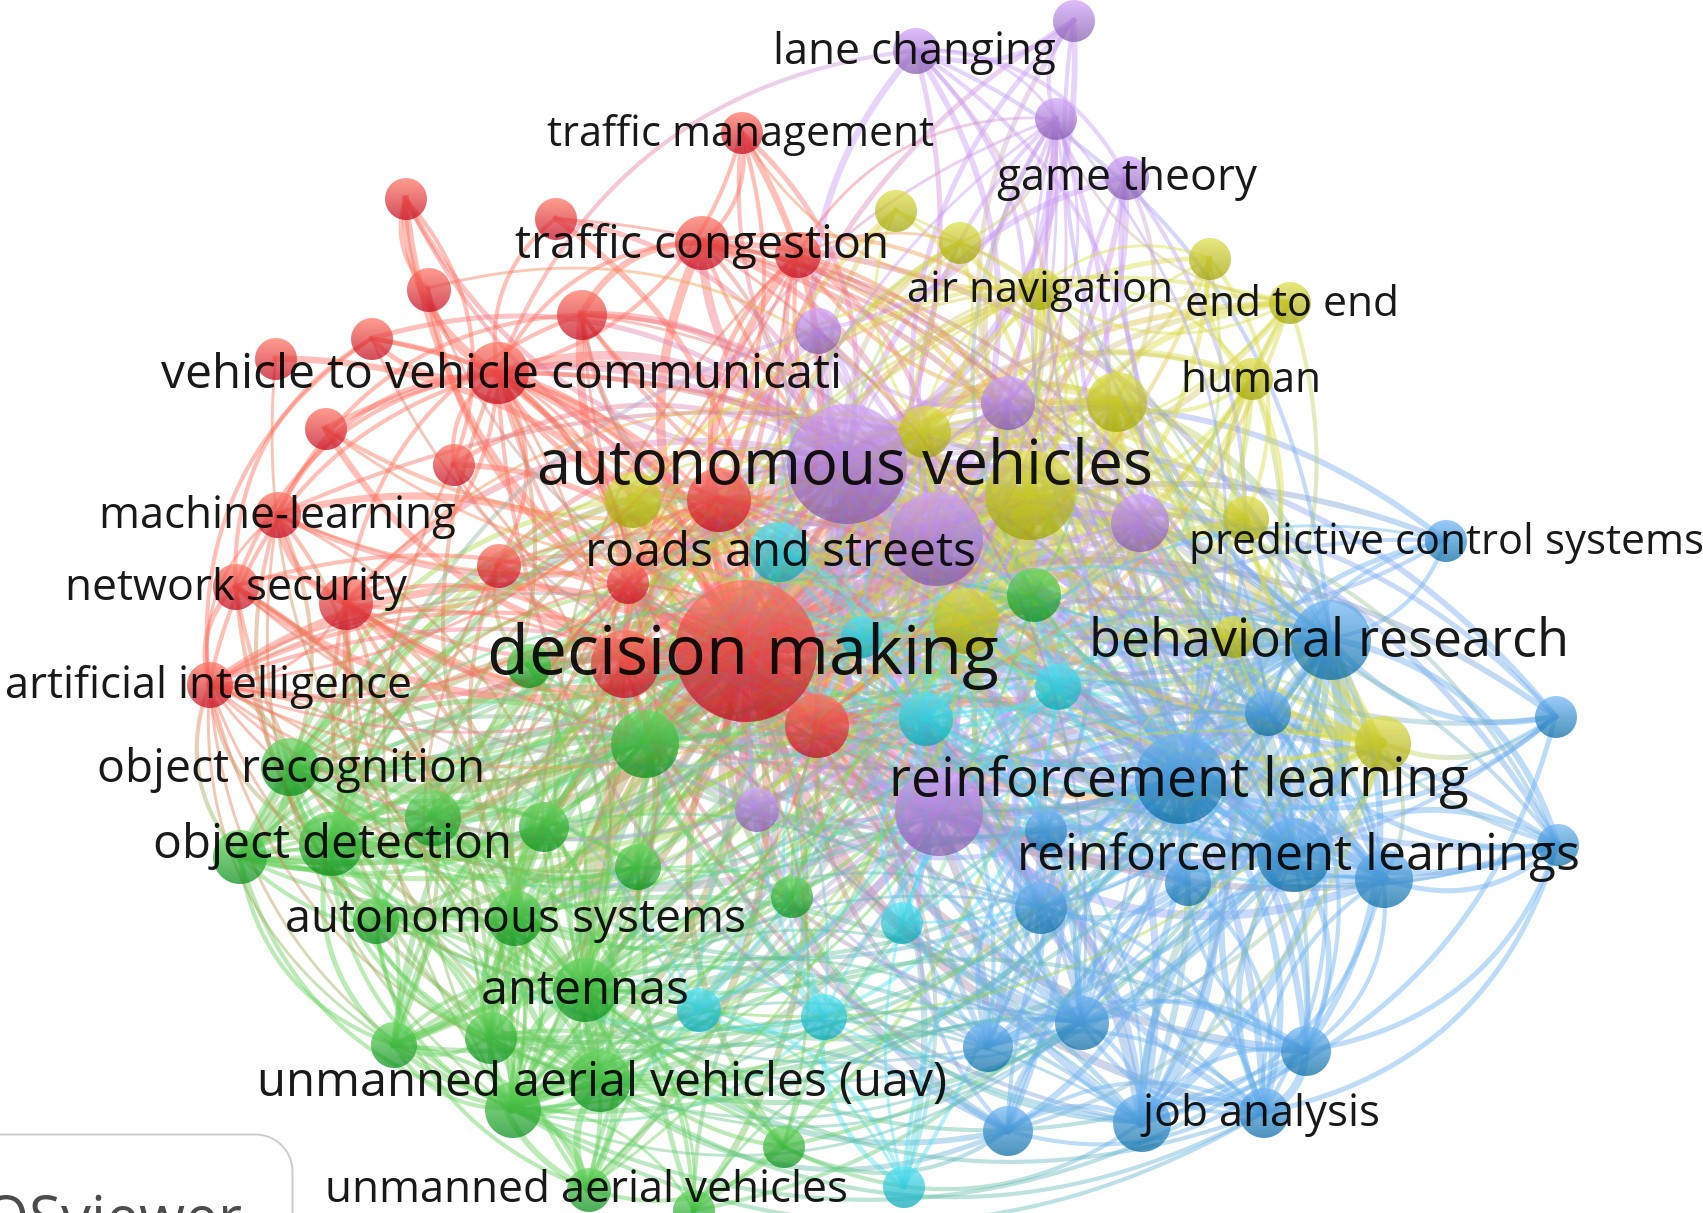 lane changing
traffic management
game theory
traffic congestion
air navigation
end to end
vehicle to vehicle communicati
human
autonomous vehicles
machine-learning
predictive control systems
roads and streets
network security
behavioral research
decision making
artificial intelligence
object recognition
reinforcement learning
object detection
reinforcement learnings
autonomous systems
antennas
unmanned aerial vehicles (uav)
job analysis
unmanned aerial vehicles